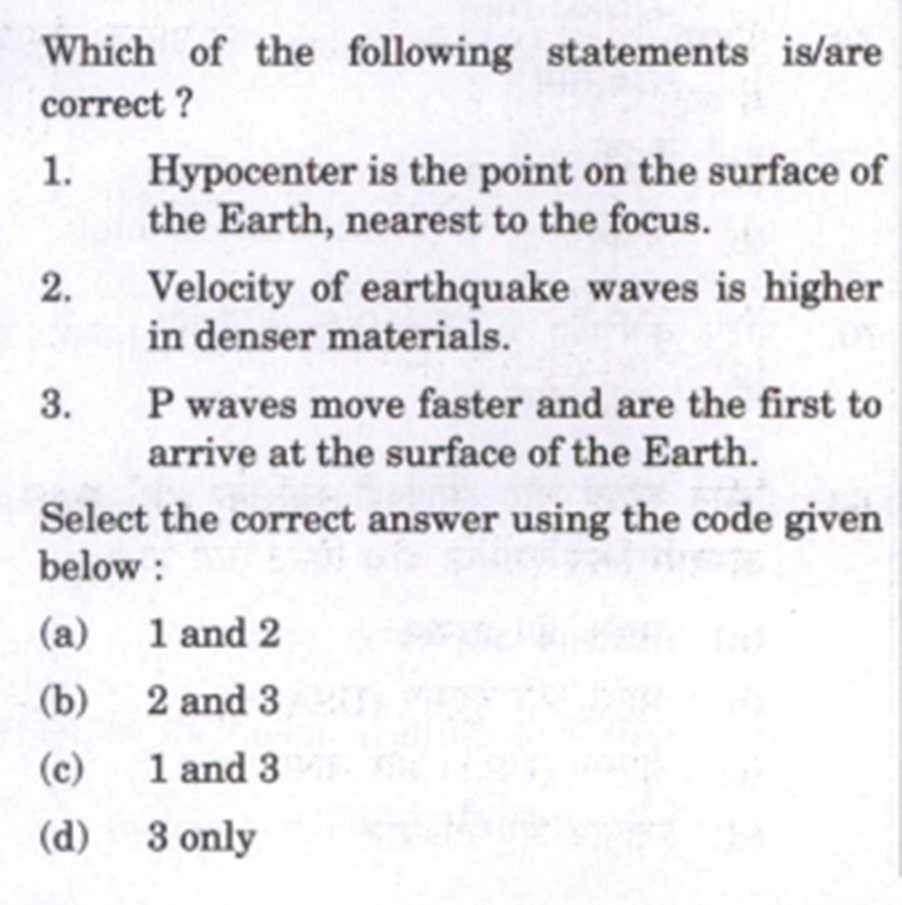 Which of the following statements is/are
correct ?
1. Hypocenter is the point on the surface of
the Earth, nearest to the focus.
2. Velocity of earthquake waves is higher
in denser materials.
3. P waves move faster and are the first to
arrive at the surface of the Earth.
Select the correct answer using the code given
below :
(a) 1 and 2
(b) 2 and 3
(c) 1 and 3
(d) 3 only